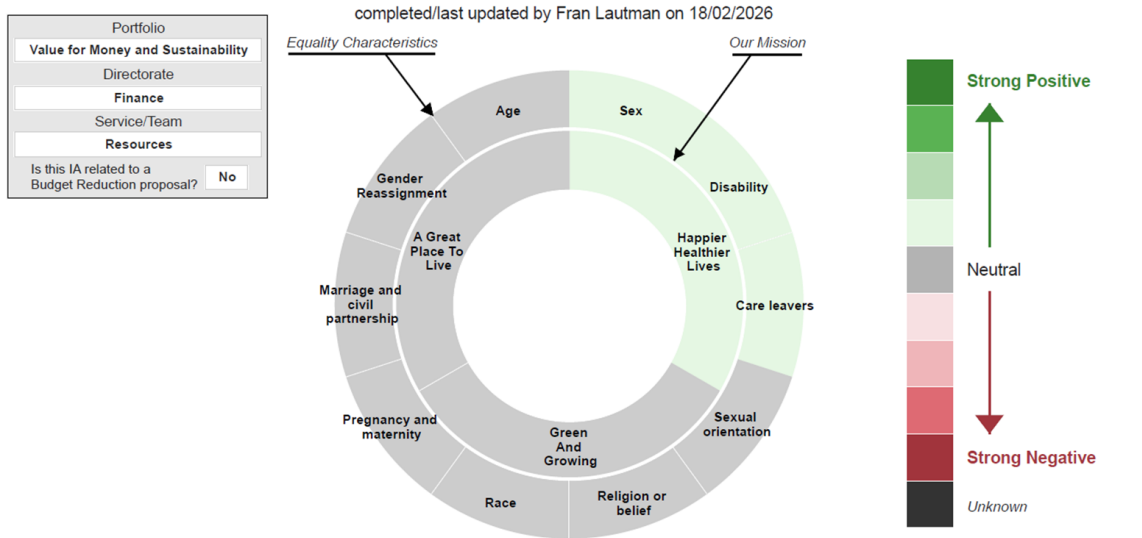 completed/last updated by Fran Lautman on 18/02/2026
Portfolio
Value for Money and Sustainability
Directorate
Finance
Service/Team
Resources
Is this IA related to a
Budget Reduction proposal?
No
Equality Characteristics
Our Mission
Age
Sex
Gender
Reassignment
Disability
A Great
Place To
Live
Happier
Healthier
Lives
Marriage and
civil
partnership
Care leavers
Pregnancy and
maternity
Sexual
orientation
Green
And
Growing
Race
Religion or
belief
Strong Positive
Neutral
Strong Negative
Unknown